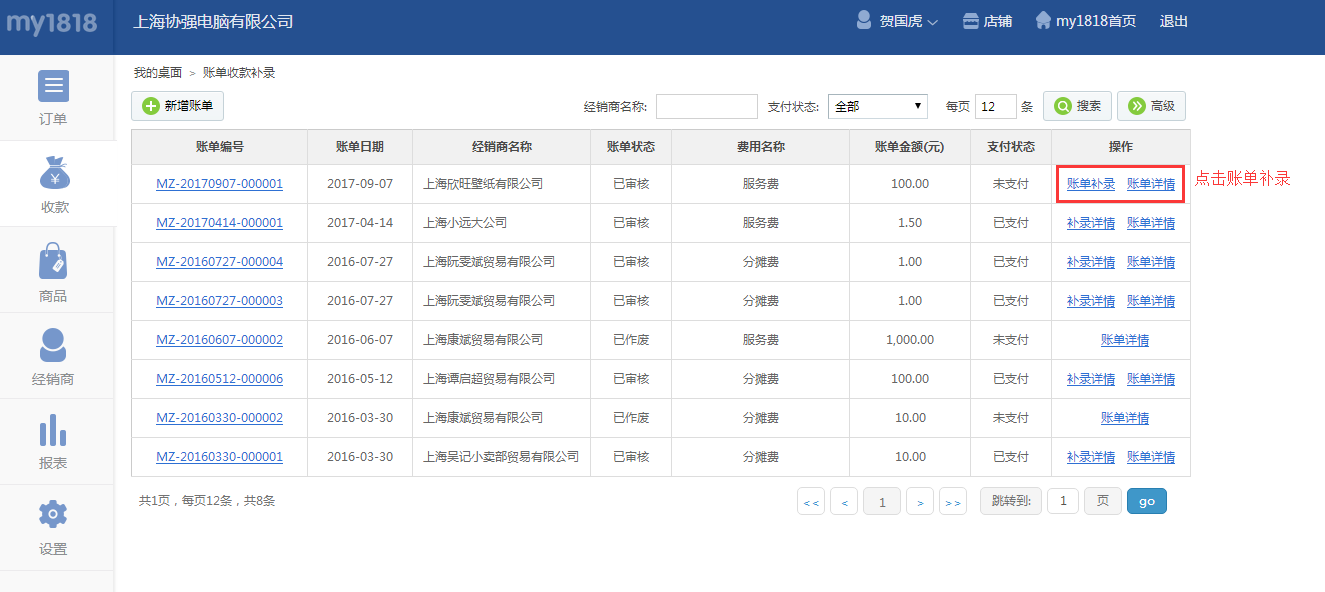 my1818 上海协强电脑有限公司 贺国虎 店铺 my1818首页 退出
我的桌面 > 账单收款补录
新增账单 经销商名称: 支付状态: 全部 每页 12 条 搜索 高级
账单编号 账单日期 经销商名称 账单状态 费用名称 账单金额(元) 支付状态 操作
MZ-20170907-000001 2017-09-07 上海欣旺壁纸有限公司 已审核 服务费 100.00 未支付 账单补录 账单详情 点击账单补录
MZ-20170414-000001 2017-04-14 上海小远大公司 已审核 服务费 1.50 已支付 补录详情 账单详情
MZ-20160727-000004 2016-07-27 上海阮雯斌贸易有限公司 已审核 分摊费 1.00 已支付 补录详情 账单详情
MZ-20160727-000003 2016-07-27 上海阮雯斌贸易有限公司 已审核 分摊费 1.00 已支付 补录详情 账单详情
MZ-20160607-000002 2016-06-07 上海康斌贸易有限公司 已作废 服务费 1,000.00 未支付 账单详情
MZ-20160512-000006 2016-05-12 上海谭启超贸易有限公司 已审核 分摊费 100.00 已支付 补录详情 账单详情
MZ-20160330-000002 2016-03-30 上海康斌贸易有限公司 已作废 分摊费 10.00 未支付 账单详情
MZ-20160330-000001 2016-03-30 上海吴记小卖部贸易有限公司 已审核 分摊费 10.00 已支付 补录详情 账单详情
共1页，每页12条，共8条 << < 1 > >> 跳转到: 1 页 go
订单
收款
商品
经销商
报表
设置